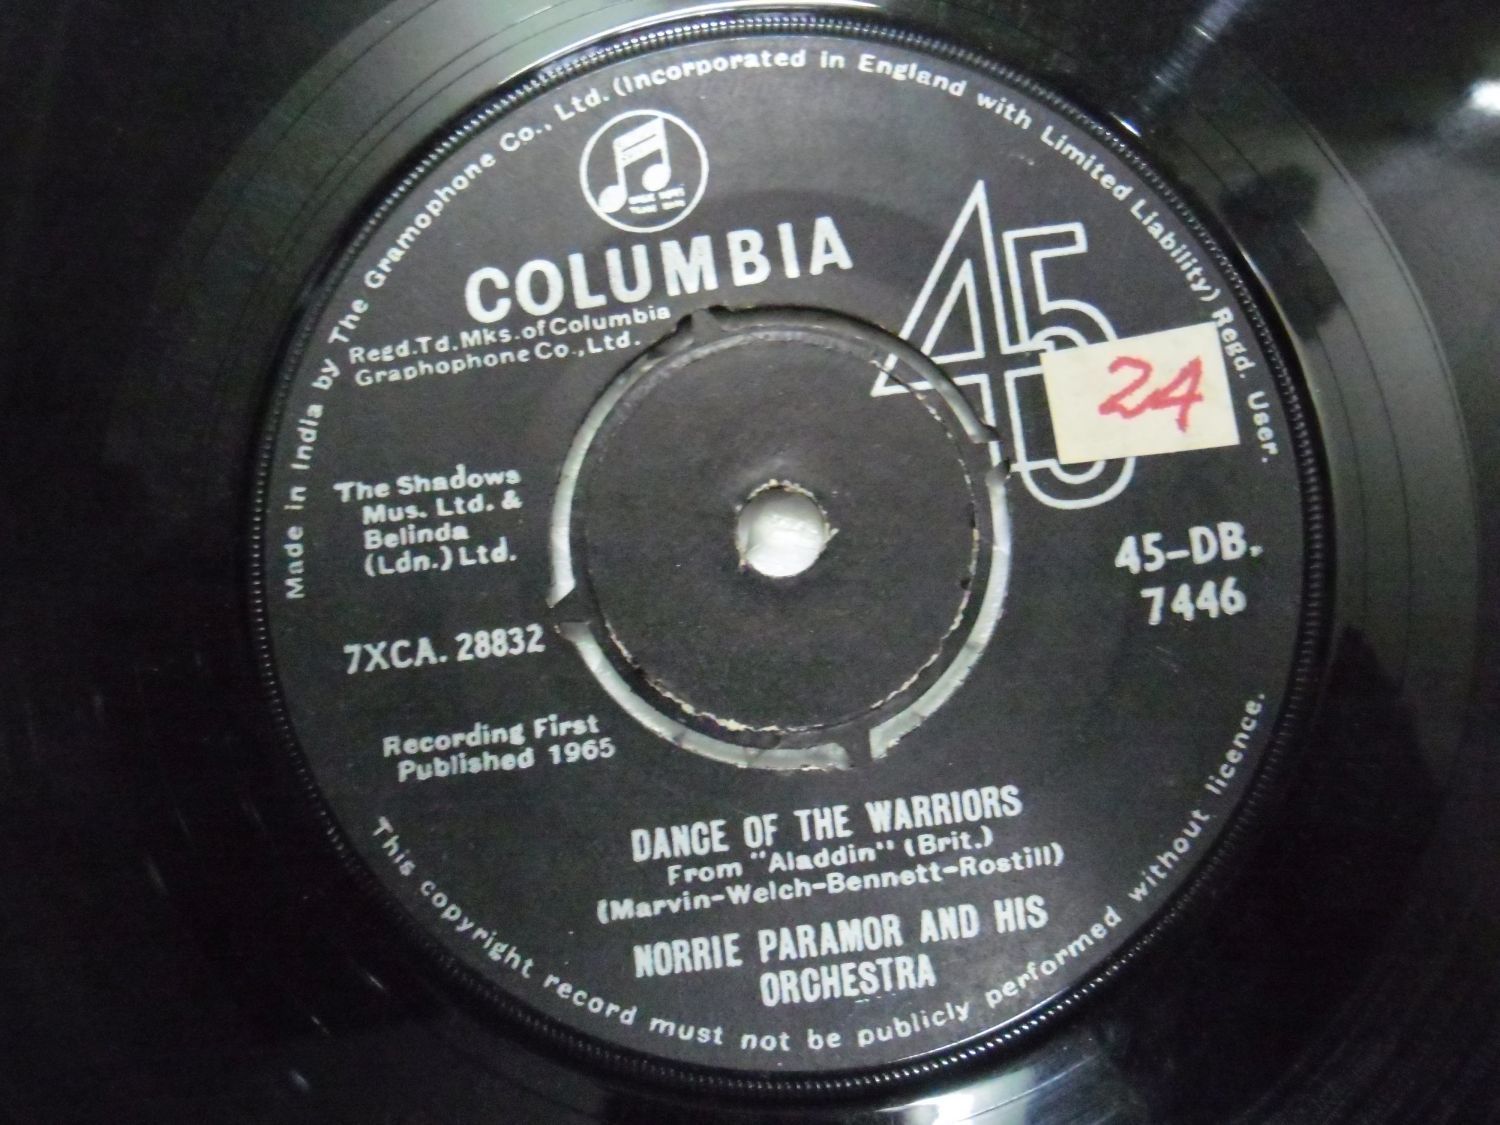 Made in India by The Gramophone Co., Ltd. (Incorporated in England with Limited Liability) Regd. User.
COLUMBIA
Regd.Td.Mks.of Columbia
Graphophone Co.,Ltd.
45
24
The Shadows
Mus. Ltd. &
Belinda
(Ldn.) Ltd.
45-DB.
7446
7XCA. 28832
Recording First
Published 1965
DANCE OF THE WARRIORS
From "Aladdin" (Brit.)
(Marvin-Welch-Bennett-Rostill)
NORRIE PARAMOR AND HIS
ORCHESTRA
This copyright record must not be publicly performed without licence.